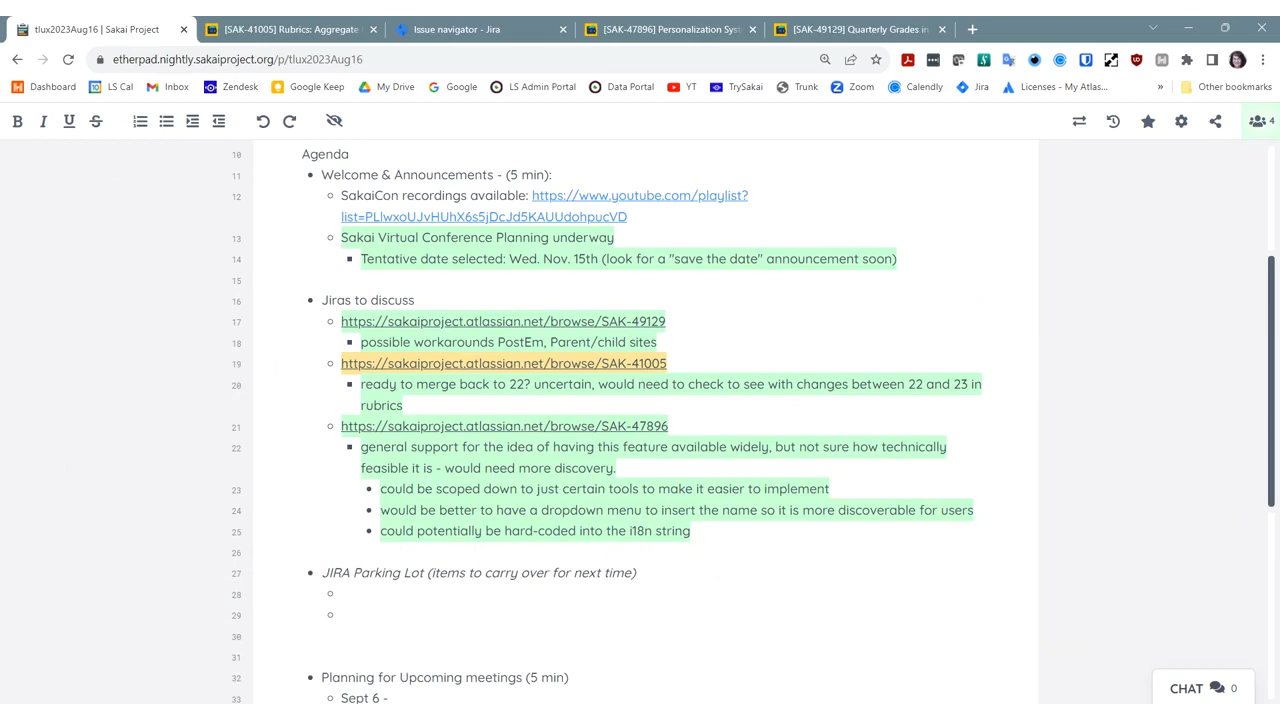 tlux2023Aug16 | Sakai Project
[SAK-41005] Rubrics: Aggregate
Issue navigator - Jira
[SAK-47896] Personalization Syst
[SAK-49129] Quarterly Grades in
etherpad.nightly.sakaiproject.org/p/tlux2023Aug16
Dashboard
LS Cal
Inbox
Zendesk
Google Keep
My Drive
Google
LS Admin Portal
Data Portal
YT
TrySakai
Trunk
Zoom
Calendly
Jira
Licenses - My Atlas...
»
Other bookmarks
B I U S
4
10 Agenda
11 Welcome & Announcements - (5 min):
12 SakaiCon recordings available: https://www.youtube.com/playlist?
list=PLlwxoUJvHUhX6s5jDcJd5KAUUdohpucVD
13 Sakai Virtual Conference Planning underway
14 Tentative date selected: Wed. Nov. 15th (look for a "save the date" announcement soon)
15
16 Jiras to discuss
17 https://sakaiproject.atlassian.net/browse/SAK-49129
18 possible workarounds PostEm, Parent/child sites
19 https://sakaiproject.atlassian.net/browse/SAK-41005
20 ready to merge back to 22? uncertain, would need to check to see with changes between 22 and 23 in
rubrics
21 https://sakaiproject.atlassian.net/browse/SAK-47896
22 general support for the idea of having this feature available widely, but not sure how technically
feasible it is - would need more discovery.
23 could be scoped down to just certain tools to make it easier to implement
24 would be better to have a dropdown menu to insert the name so it is more discoverable for users
25 could potentially be hard-coded into the i18n string
26
27 JIRA Parking Lot (items to carry over for next time)
28
29
30
31
32 Planning for Upcoming meetings (5 min)
33 Sept 6 -
CHAT 0